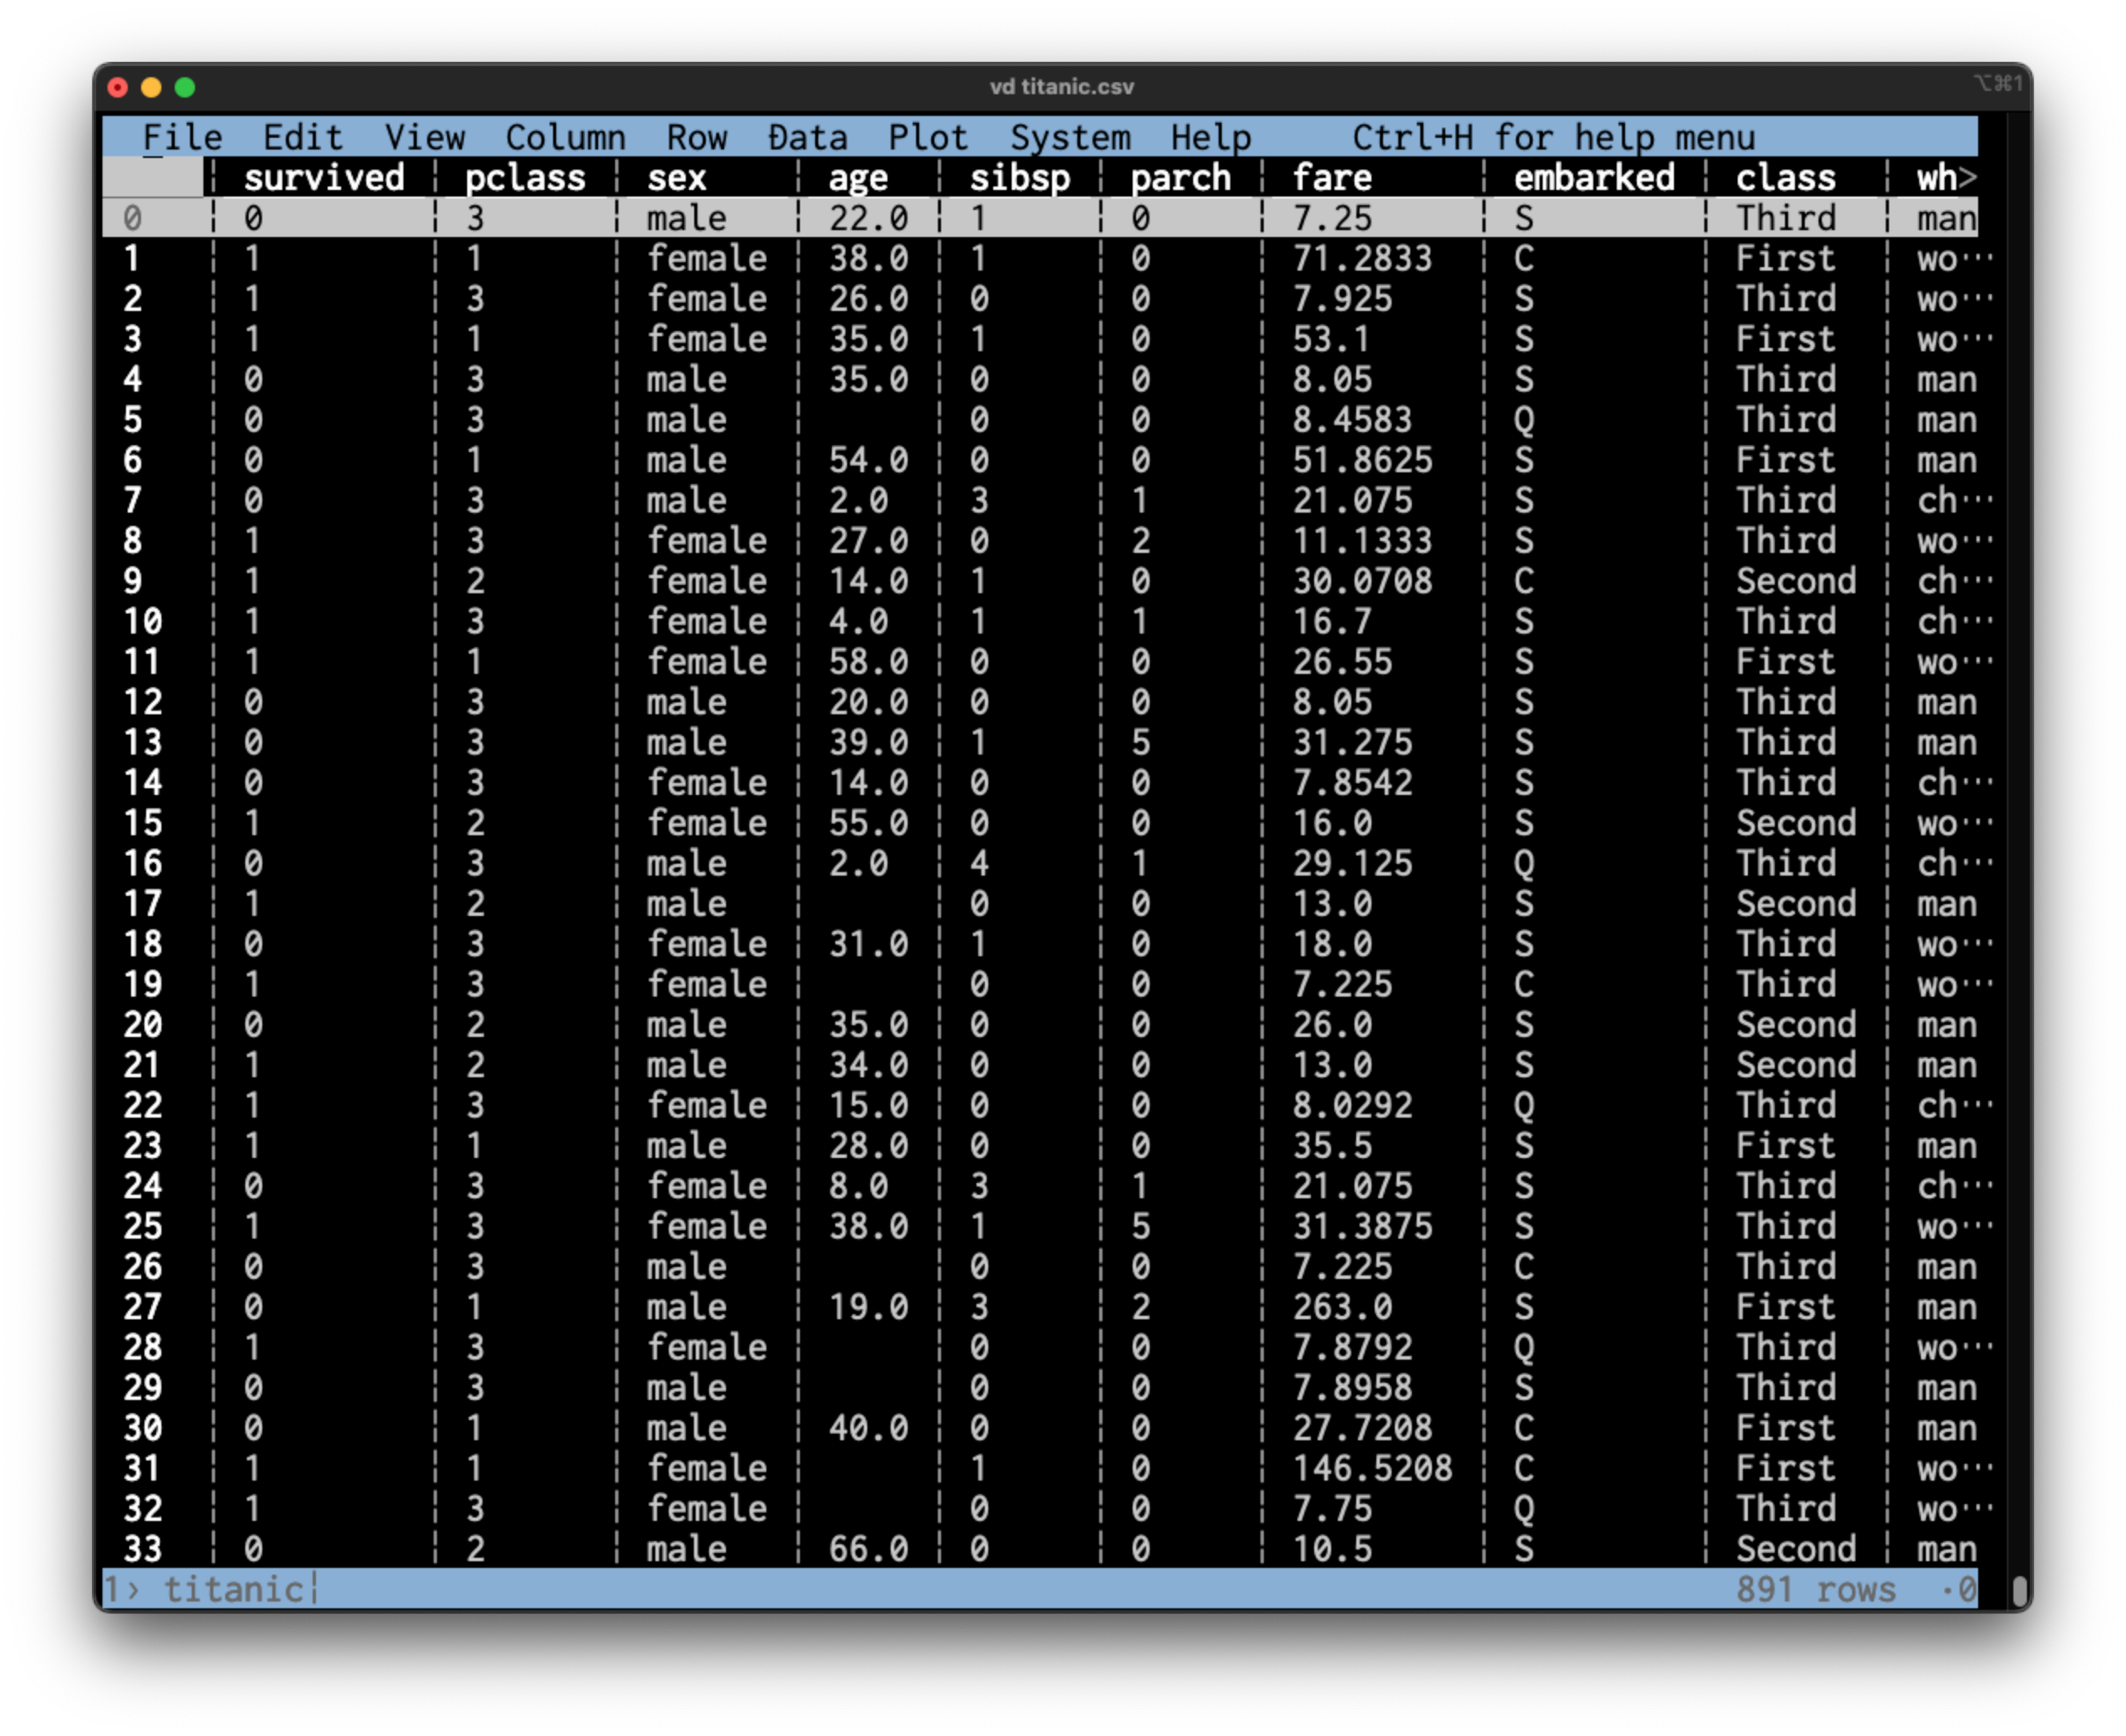 vd titanic.csv ⌥⌘1
File Edit View Column Row Ðata Plot System Help Ctrl+H for help menu
survived pclass sex age sibsp parch fare embarked class wh>
0 0 3 male 22.0 1 0 7.25 S Third man
1 1 1 female 38.0 1 0 71.2833 C First wo…
2 1 3 female 26.0 0 0 7.925 S Third wo…
3 1 1 female 35.0 1 0 53.1 S First wo…
4 0 3 male 35.0 0 0 8.05 S Third man
5 0 3 male 0 0 8.4583 Q Third man
6 0 1 male 54.0 0 0 51.8625 S First man
7 0 3 male 2.0 3 1 21.075 S Third ch…
8 1 3 female 27.0 0 2 11.1333 S Third wo…
9 1 2 female 14.0 1 0 30.0708 C Second ch…
10 1 3 female 4.0 1 1 16.7 S Third ch…
11 1 1 female 58.0 0 0 26.55 S First wo…
12 0 3 male 20.0 0 0 8.05 S Third man
13 0 3 male 39.0 1 5 31.275 S Third man
14 0 3 female 14.0 0 0 7.8542 S Third ch…
15 1 2 female 55.0 0 0 16.0 S Second wo…
16 0 3 male 2.0 4 1 29.125 Q Third ch…
17 1 2 male 0 0 13.0 S Second man
18 0 3 female 31.0 1 0 18.0 S Third wo…
19 1 3 female 0 0 7.225 C Third wo…
20 0 2 male 35.0 0 0 26.0 S Second man
21 1 2 male 34.0 0 0 13.0 S Second man
22 1 3 female 15.0 0 0 8.0292 Q Third ch…
23 1 1 male 28.0 0 0 35.5 S First man
24 0 3 female 8.0 3 1 21.075 S Third ch…
25 1 3 female 38.0 1 5 31.3875 S Third wo…
26 0 3 male 0 0 7.225 C Third man
27 0 1 male 19.0 3 2 263.0 S First man
28 1 3 female 0 0 7.8792 Q Third wo…
29 0 3 male 0 0 7.8958 S Third man
30 0 1 male 40.0 0 0 27.7208 C First man
31 1 1 female 1 0 146.5208 C First wo…
32 1 3 female 0 0 7.75 Q Third wo…
33 0 2 male 66.0 0 0 10.5 S Second man
1› titanic¦ 891 rows ·0